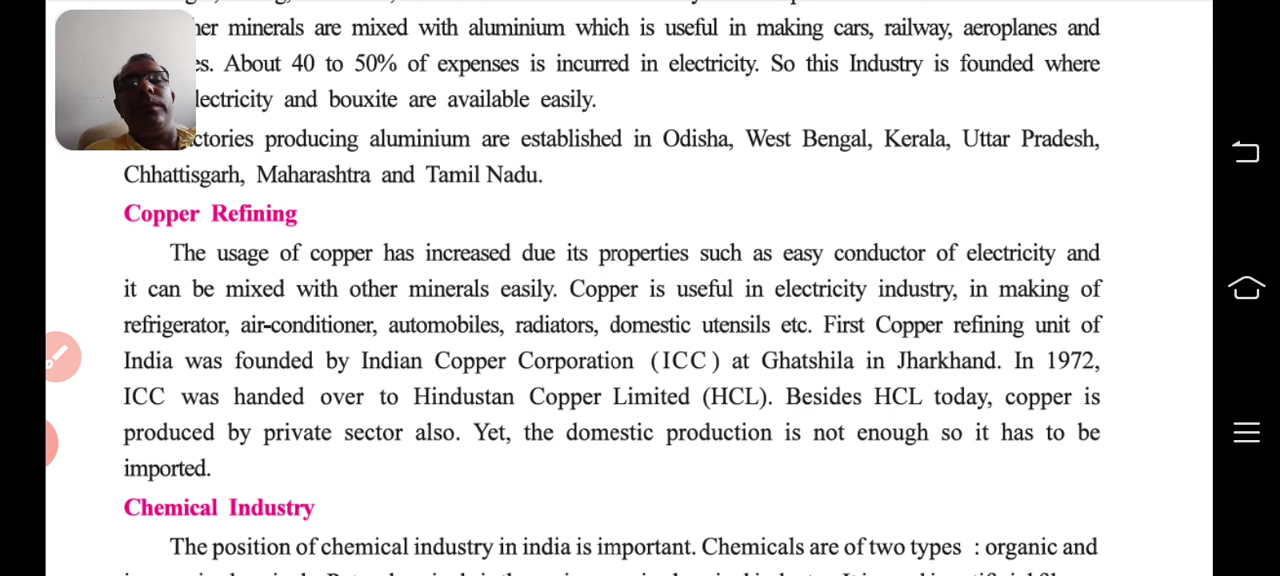 her minerals are mixed with aluminium which is useful in making cars, railway, aeroplanes and
es. About 40 to 50% of expenses is incurred in electricity. So this Industry is founded where
lectricity and bouxite are available easily.
ctories producing aluminium are established in Odisha, West Bengal, Kerala, Uttar Pradesh,
Chhattisgarh, Maharashtra and Tamil Nadu.
Copper Refining
The usage of copper has increased due its properties such as easy conductor of electricity and
it can be mixed with other minerals easily. Copper is useful in electricity industry, in making of
refrigerator, air-conditioner, automobiles, radiators, domestic utensils etc. First Copper refining unit of
India was founded by Indian Copper Corporation (ICC) at Ghatshila in Jharkhand. In 1972,
ICC was handed over to Hindustan Copper Limited (HCL). Besides HCL today, copper is
produced by private sector also. Yet, the domestic production is not enough so it has to be
imported.
Chemical Industry
The position of chemical industry in india is important. Chemicals are of two types : organic and